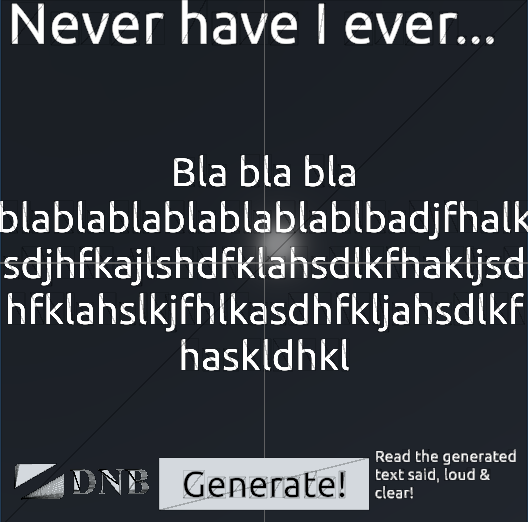 Never have I ever...
Bla bla bla
blablablablablablablbadjfhalk
sdjhfkajlshdfklahsdlkfhakljsd
hfklahslkjfhlkasdhfkljahsdlkf
haskldhkl
DNB
Generate!
Read the generated
text said, loud &
clear!